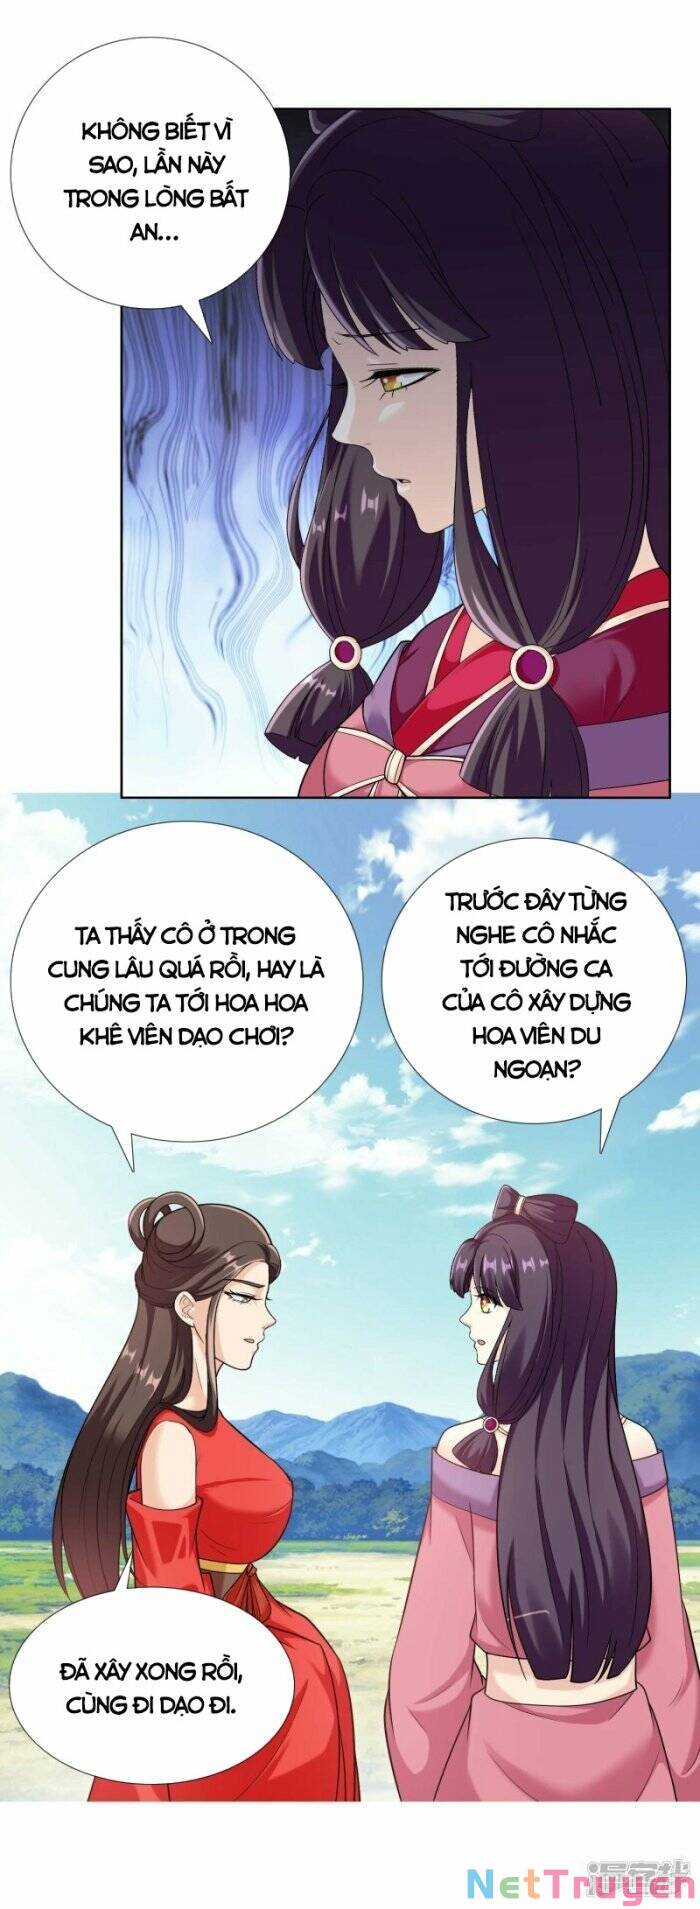 KHÔNG BIẾT VÌ
SAO, LẦN NÀY
TRONG LÒNG BẤT
AN...
TA THẤY CÔ Ở TRONG
CUNG LÂU QUÁ RỒI, HAY LÀ
CHÚNG TA TỚI HOA HOA
KHÊ VIÊN DẠO CHƠI?
TRƯỚC ĐÂY TỪNG
NGHE CÔ NHẮC
TỚI ĐƯỜNG CA
CỦA CÔ XÂY DỰNG
HOA VIÊN DU
NGOẠN?
ĐÃ XÂY XONG RỒI,
CÙNG ĐI DẠO ĐI.
NetTruyen